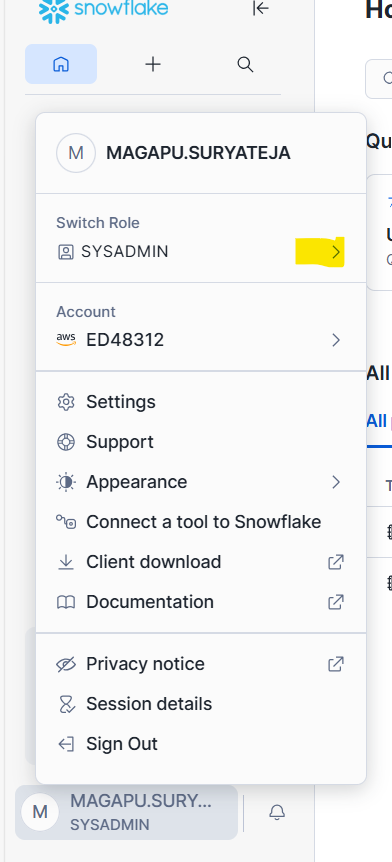 snowflake
M MAGAPU.SURYATEJA
Switch Role
SYSADMIN
Account
aws ED48312
Settings
Support
Appearance
Connect a tool to Snowflake
Client download
Documentation
Privacy notice
Session details
Sign Out
M MAGAPU.SURY...
SYSADMIN
Qu
All
All